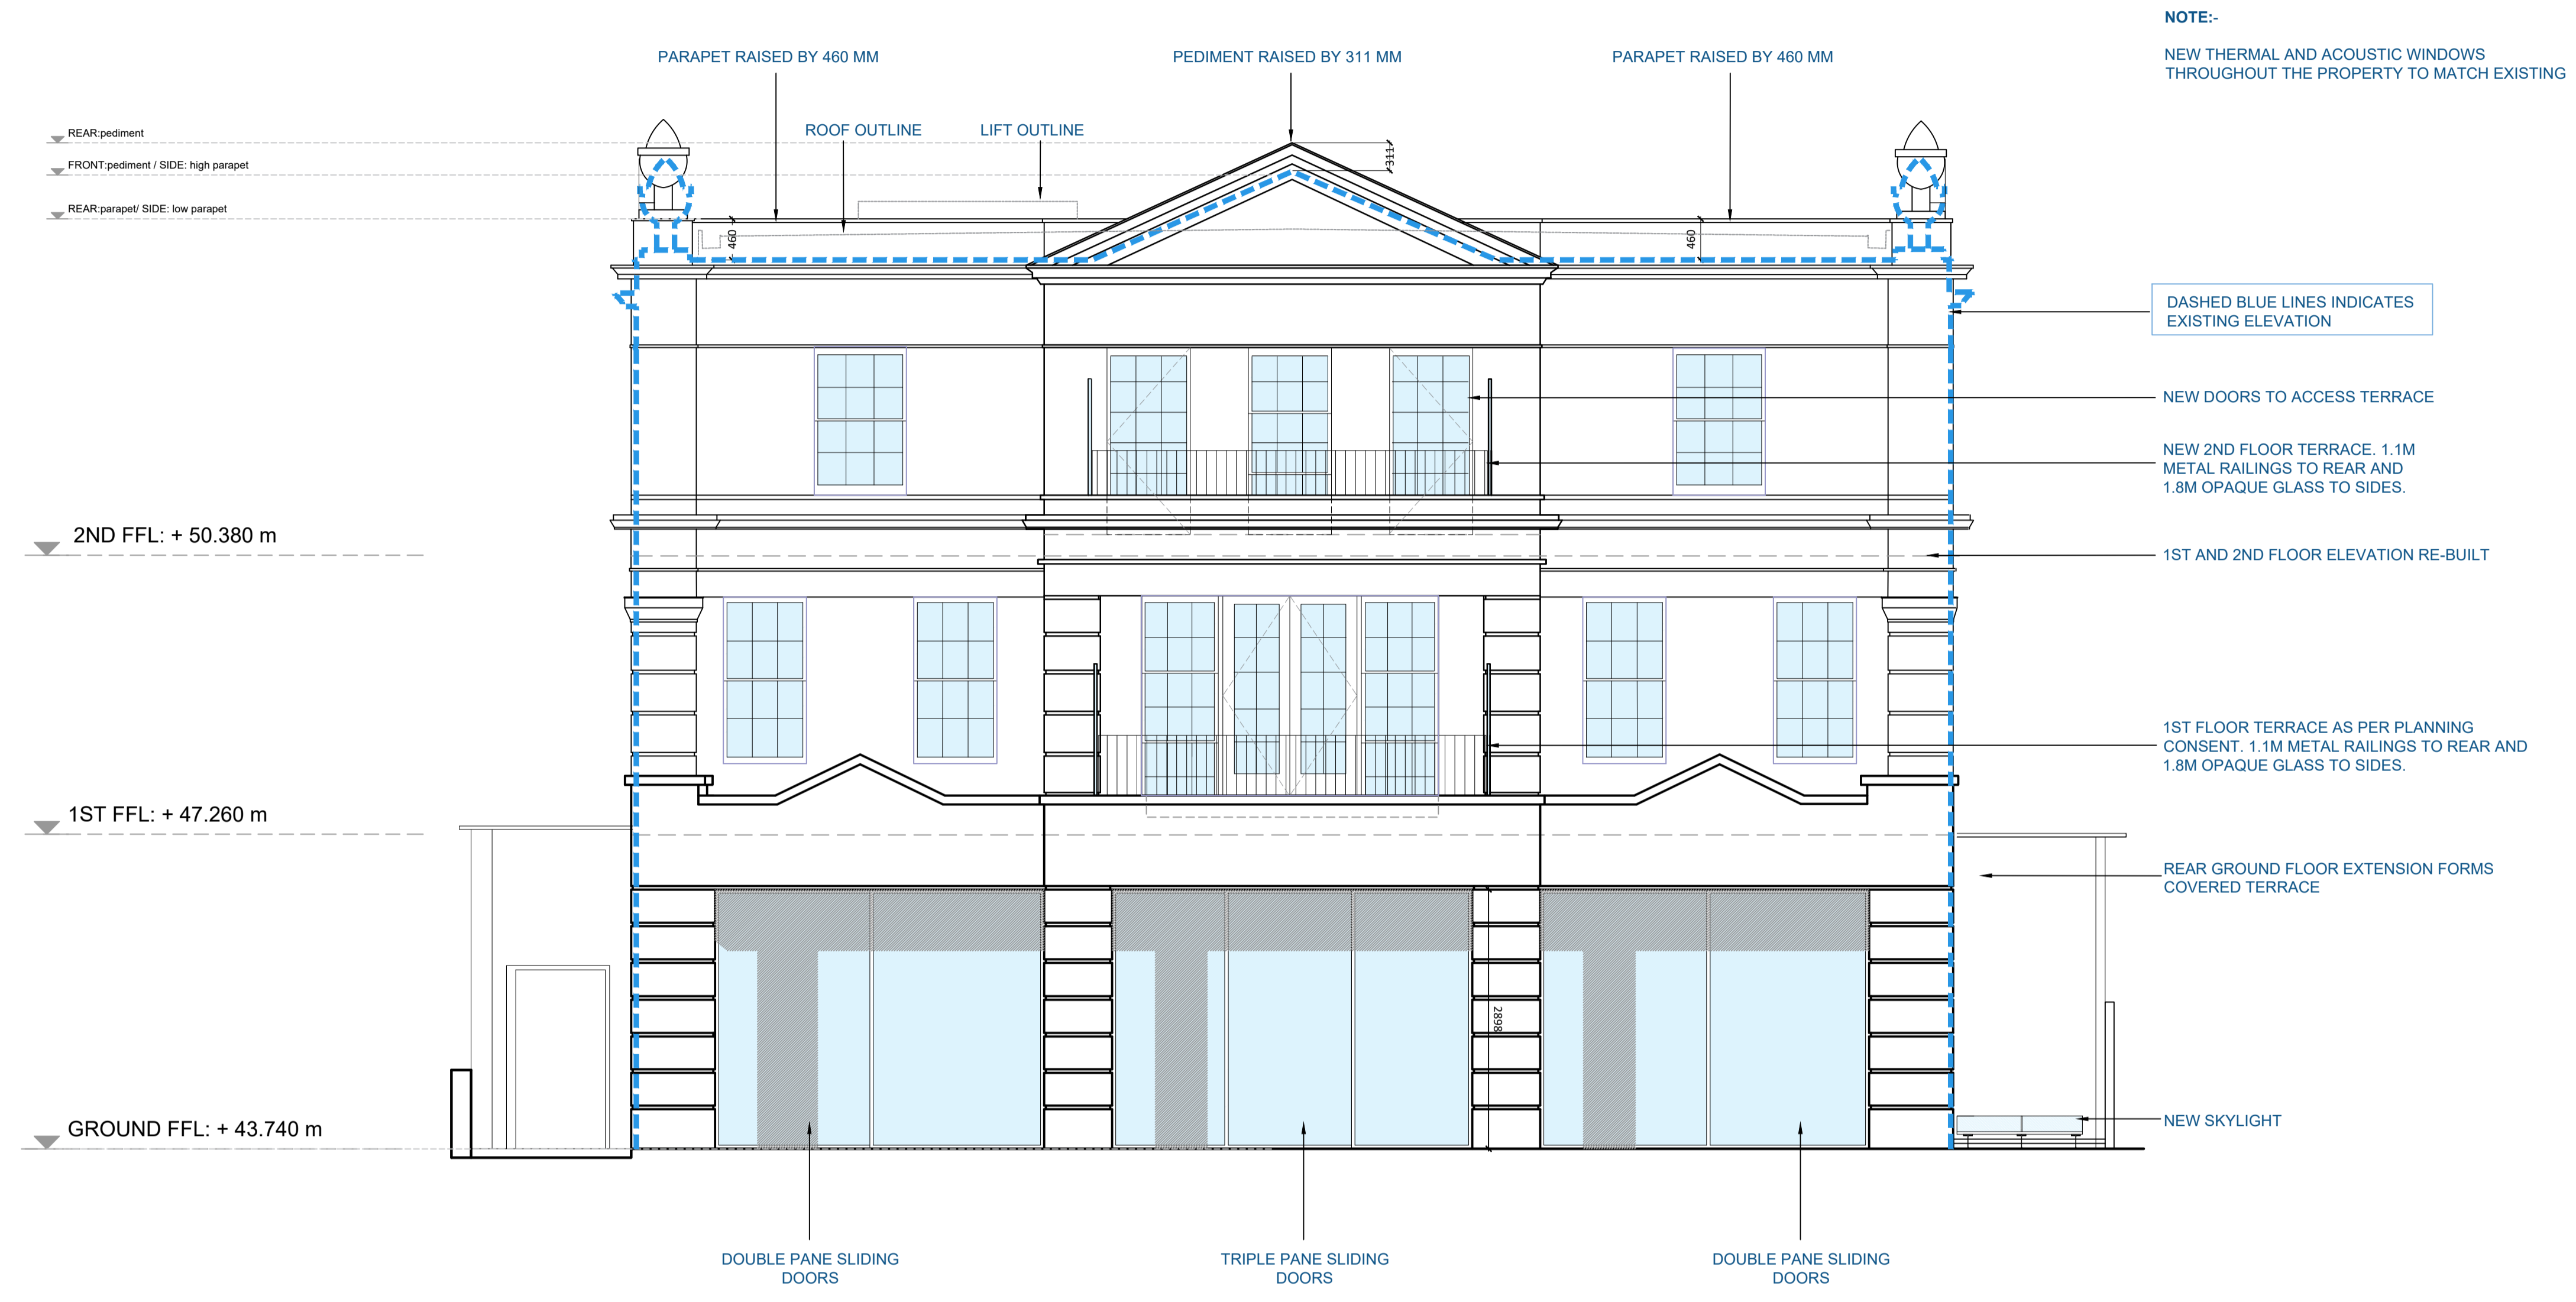 NOTE:-
NEW THERMAL AND ACOUSTIC WINDOWS
THROUGHOUT THE PROPERTY TO MATCH EXISTING
PARAPET RAISED BY 460 MM
PEDIMENT RAISED BY 311 MM
PARAPET RAISED BY 460 MM
REAR:pediment
ROOF OUTLINE
LIFT OUTLINE
311
FRONT:pediment / SIDE: high parapet
REAR:parapet/ SIDE: low parapet
460
460
DASHED BLUE LINES INDICATES
EXISTING ELEVATION
NEW DOORS TO ACCESS TERRACE
NEW 2ND FLOOR TERRACE. 1.1M
METAL RAILINGS TO REAR AND
1.8M OPAQUE GLASS TO SIDES.
2ND FFL: + 50.380 m
1ST AND 2ND FLOOR ELEVATION RE-BUILT
1ST FLOOR TERRACE AS PER PLANNING
CONSENT. 1.1M METAL RAILINGS TO REAR AND
1.8M OPAQUE GLASS TO SIDES.
1ST FFL: + 47.260 m
REAR GROUND FLOOR EXTENSION FORMS
COVERED TERRACE
2898
NEW SKYLIGHT
GROUND FFL: + 43.740 m
DOUBLE PANE SLIDING
DOORS
TRIPLE PANE SLIDING
DOORS
DOUBLE PANE SLIDING
DOORS